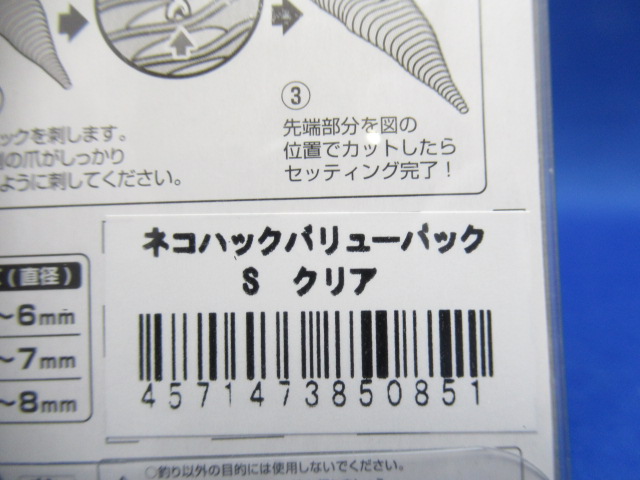 ③
先端部分を図の
位置でカットしたら
セッティング完了！
ックを刺します。
の爪がしっかり
ように刺してください。
(直径)
～6mm
～7mm
～8mm
ネコハックバリューパック
S クリア
4571473850851
○釣り以外の目的には使用しないでください。